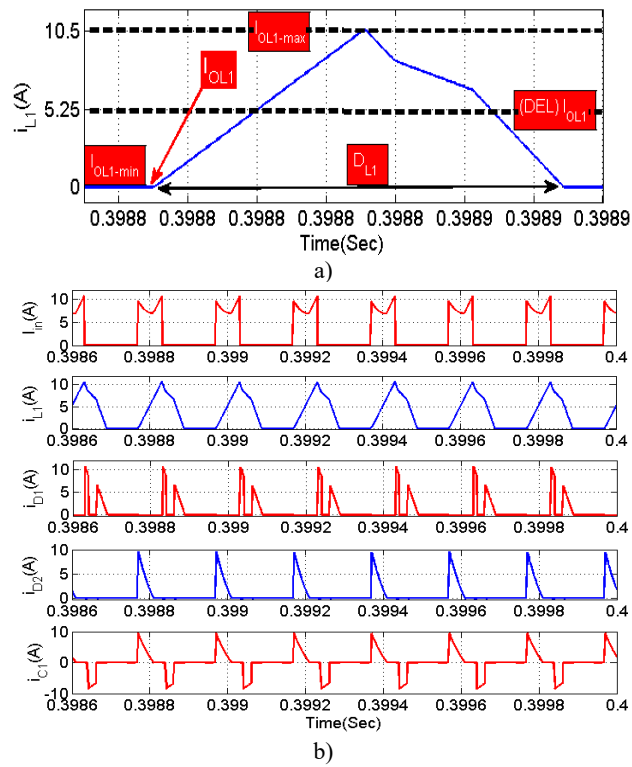 10.5
I_OL1-max
I_OL1
i_L1(A)
5.25
(DEL) I_OL1
I_OL1-min
D_L1
0
0.3988 0.3988 0.3988 0.3988 0.3989 0.3989 0.3989 0.3989
Time(Sec)
a)
10
5
0
I_in(A)
0.3986 0.3988 0.399 0.3992 0.3994 0.3996 0.3998 0.4
10
5
0
i_L1(A)
0.3986 0.3988 0.399 0.3992 0.3994 0.3996 0.3998 0.4
10
5
0
i_D1(A)
0.3986 0.3988 0.399 0.3992 0.3994 0.3996 0.3998 0.4
10
5
0
i_D2(A)
0.3986 0.3988 0.399 0.3992 0.3994 0.3996 0.3998 0.4
10
0
-10
i_C1(A)
0.3986 0.3988 0.399 0.3992 0.3994 0.3996 0.3998 0.4
Time(Sec)
b)